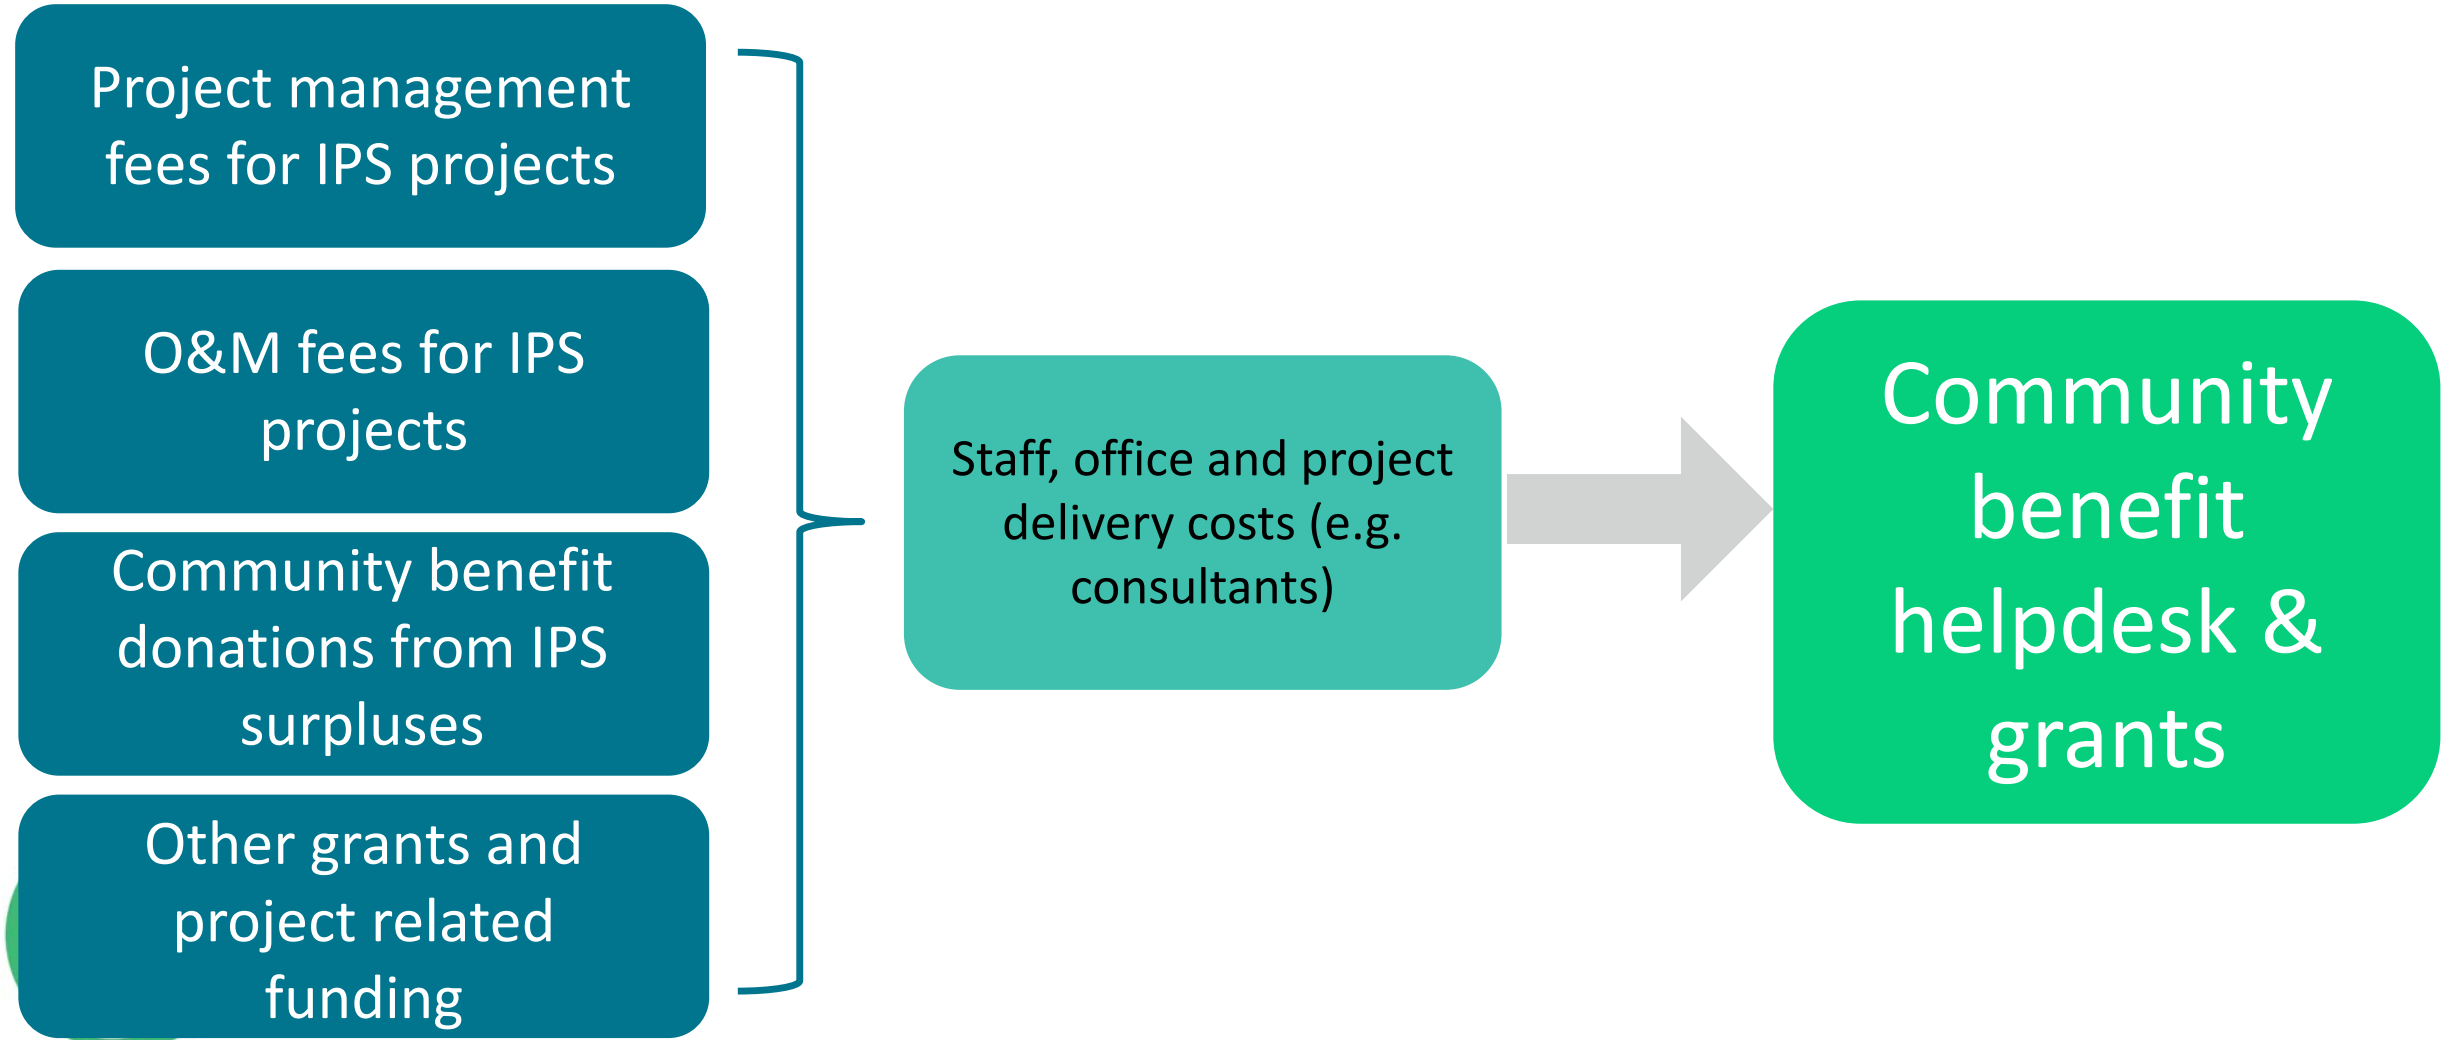 Project management
fees for IPS projects
O&M fees for IPS
projects
Community benefit
donations from IPS
surpluses
Other grants and
project related
funding
Staff, office and project
delivery costs (e.g.
consultants)
Community
benefit
helpdesk &
grants